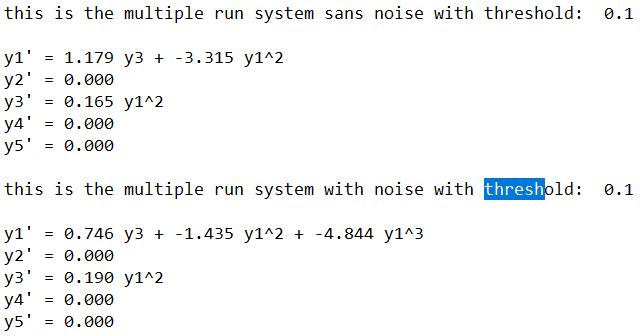 this is the multiple run system sans noise with threshold:  0.1
y1' = 1.179 y3 + -3.315 y1^2
y2' = 0.000
y3' = 0.165 y1^2
y4' = 0.000
y5' = 0.000
this is the multiple run system with noise with threshold:  0.1
y1' = 0.746 y3 + -1.435 y1^2 + -4.844 y1^3
y2' = 0.000
y3' = 0.190 y1^2
y4' = 0.000
y5' = 0.000